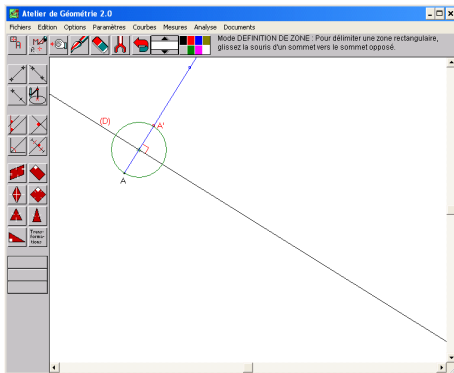 Atelier de Géométrie 2.0
Fichiers Edition Options Paramètres Courbes Mesures Analyse Documents
Mode DEFINITION DE ZONE : Pour délimiter une zone rectangulaire,
glissez la souris d'un sommet vers le sommet opposé.
(D)
A'
A
Trans-
forma-
tions